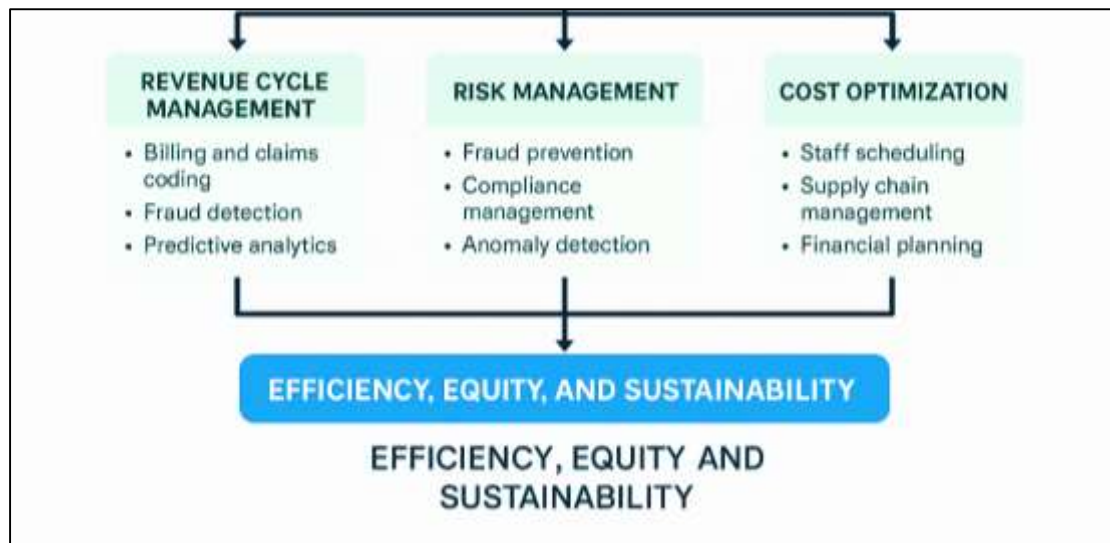 REVENUE CYCLE
MANAGEMENT
• Billing and claims
coding
• Fraud detection
• Predictive analytics
RISK MANAGEMENT
• Fraud prevention
• Compliance
management
• Anomaly detection
COST OPTIMIZATION
• Staff scheduling
• Supply chain
management
• Financial planning
EFFICIENCY, EQUITY, AND SUSTAINABILITY
EFFICIENCY, EQUITY AND
SUSTAINABILITY